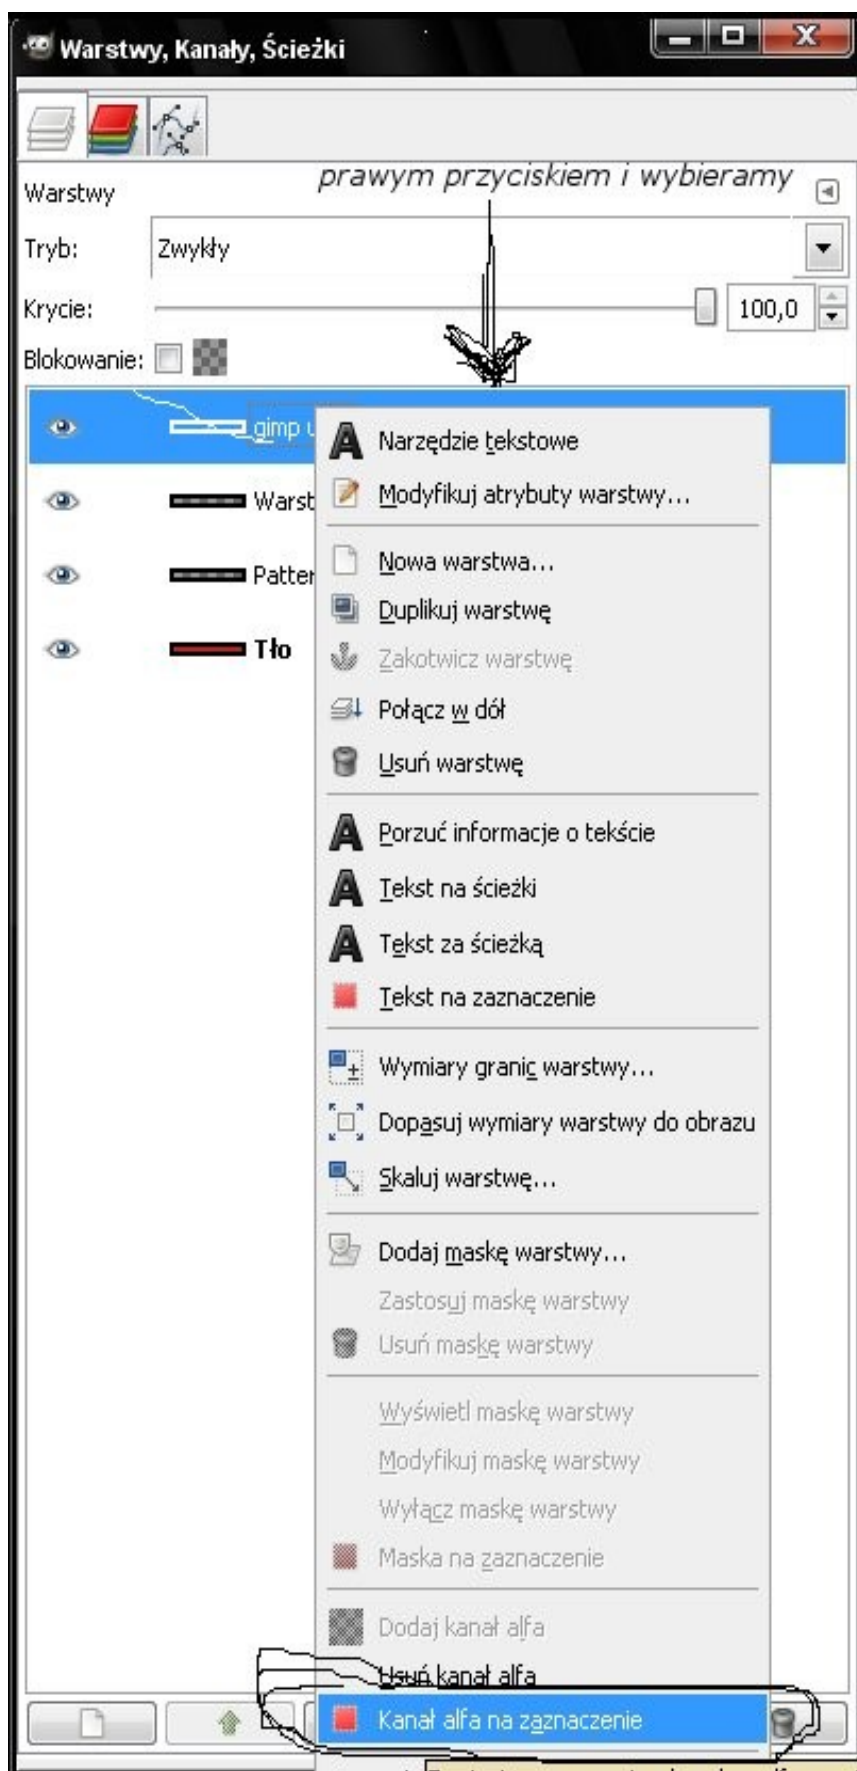 Warstwy, Kanały, Ścieżki
prawym przyciskiem i wybieramy
Warstwy
Tryb: Zwykły
Krycie: 100,0
Blokowanie:
gimp
Narzędzie tekstowe
Modyfikuj atrybuty warstwy...
Warst
Nowa warstwa...
Patter
Duplikuj warstwę
Tło
Zakotwicz warstwę
Połącz w dół
Usuń warstwę
Porzuć informacje o tekście
Tekst na ścieżki
Tekst za ścieżką
Tekst na zaznaczenie
Wymiary granic warstwy...
Dopasuj wymiary warstwy do obrazu
Skaluj warstwę...
Dodaj maskę warstwy...
Zastosuj maskę warstwy
Usuń maskę warstwy
Wyświetl maskę warstwy
Modyfikuj maskę warstwy
Wyłącz maskę warstwy
Maska na zaznaczenie
Dodaj kanał alfa
Usuń kanał alfa
Kanał alfa na zaznaczenie